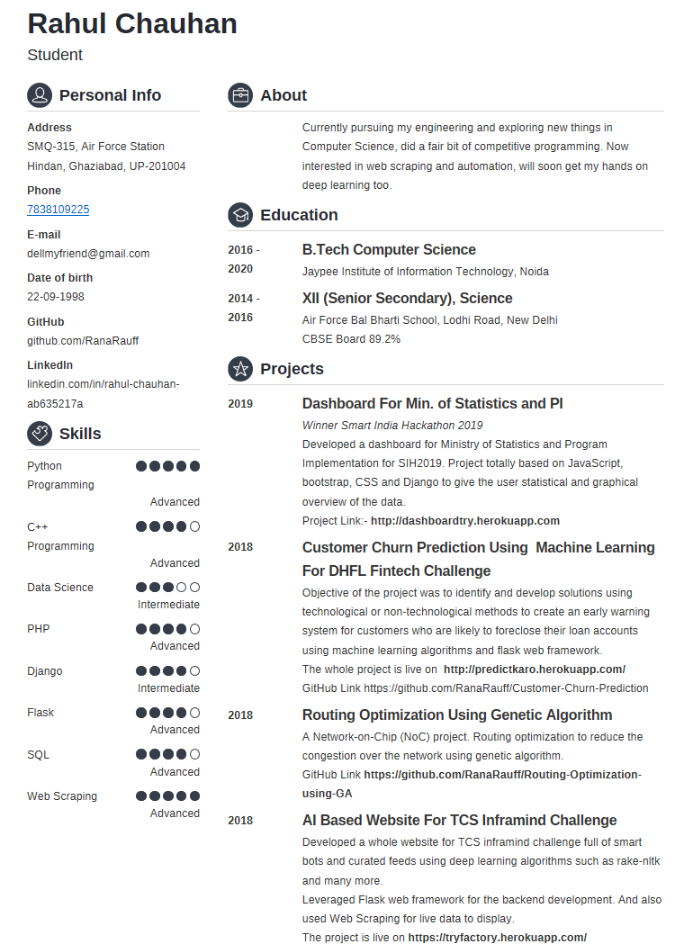 Rahul Chauhan
Student
Personal Info
Address
SMQ-315, Air Force Station
Hindan, Ghaziabad, UP-201004
Phone
7838109225
E-mail
dellmyfriend@gmail.com
Date of birth
22-09-1998
GitHub
github.com/RanaRauff
LinkedIn
linkedin.com/in/rahul-chauhan-
ab635217a
Skills
Python
Programming
Advanced
C++
Programming
Advanced
Data Science
Intermediate
PHP
Advanced
Django
Intermediate
Flask
Advanced
SQL
Advanced
Web Scraping
Advanced
About
Currently pursuing my engineering and exploring new things in
Computer Science, did a fair bit of competitive programming. Now
interested in web scraping and automation, will soon get my hands on
deep learning too.
Education
2016 -
2020
B.Tech Computer Science
Jaypee Institute of Information Technology, Noida
2014 -
2016
XII (Senior Secondary), Science
Air Force Bal Bharti School, Lodhi Road, New Delhi
CBSE Board 89.2%
Projects
2019
Dashboard For Min. of Statistics and PI
Winner Smart India Hackathon 2019
Developed a dashboard for Ministry of Statistics and Program
Implementation for SIH2019. Project totally based on JavaScript,
bootstrap, CSS and Django to give the user statistical and graphical
overview of the data.
Project Link:- http://dashboardtry.herokuapp.com
2018
Customer Churn Prediction Using  Machine Learning
For DHFL Fintech Challenge
Objective of the project was to identify and develop solutions using
technological or non-technological methods to create an early warning
system for customers who are likely to foreclose their loan accounts
using machine learning algorithms and flask web framework.
The whole project is live on  http://predictkaro.herokuapp.com/
GitHub Link https://github.com/RanaRauff/Customer-Churn-Prediction
2018
Routing Optimization Using Genetic Algorithm
A Network-on-Chip (NoC) project. Routing optimization to reduce the
congestion over the network using genetic algorithm.
GitHub Link https://github.com/RanaRauff/Routing-Optimization-
using-GA
2018
AI Based Website For TCS Inframind Challenge
Developed a whole website for TCS inframind challenge full of smart
bots and curated feeds using deep learning algorithms such as rake-nltk
and many more.
Leveraged Flask web framework for the backend development. And also
used Web Scraping for live data to display.
The project is live on https://tryfactory.herokuapp.com/